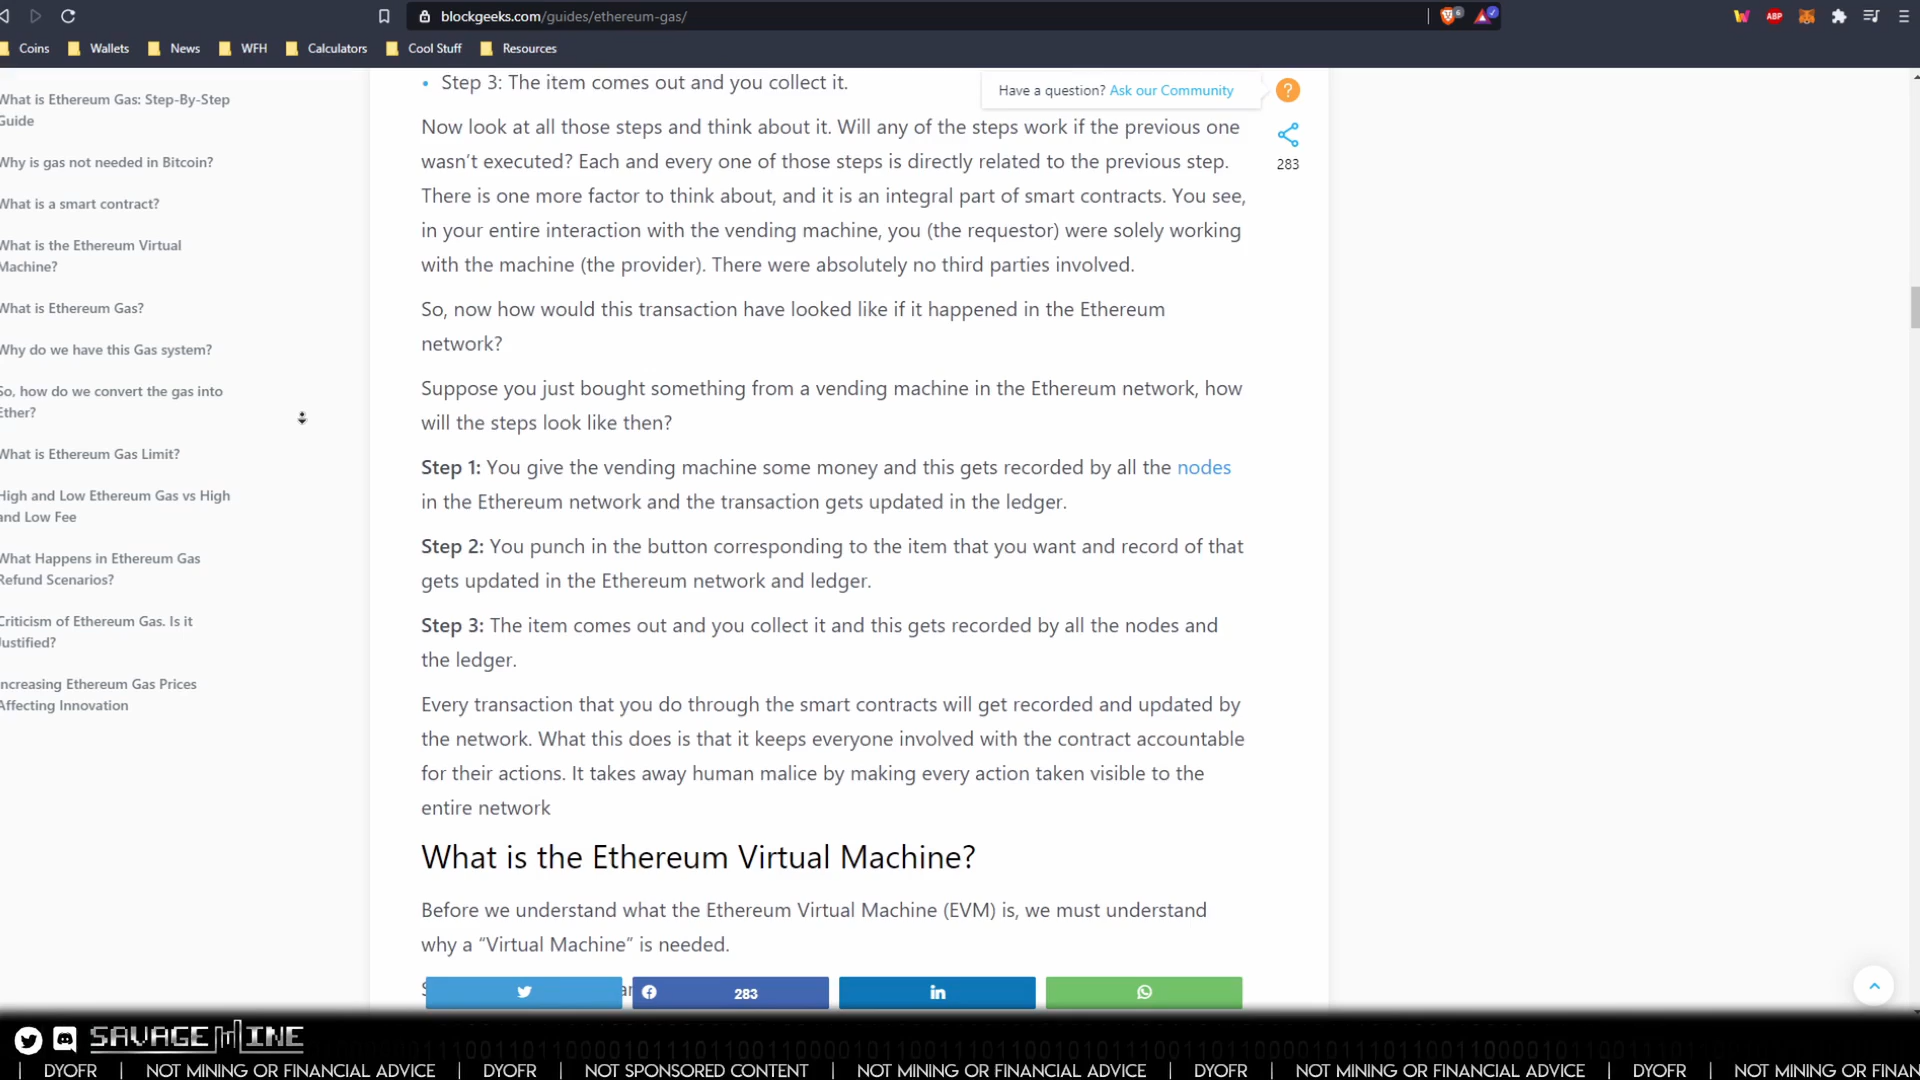 blockgeeks.com/guides/ethereum-gas/
6
ABP
Coins Wallets News WFH Calculators Cool Stuff Resources
What is Ethereum Gas: Step-By-Step
Guide
Why is gas not needed in Bitcoin?
What is a smart contract?
What is the Ethereum Virtual
Machine?
What is Ethereum Gas?
Why do we have this Gas system?
So, how do we convert the gas into
Ether?
What is Ethereum Gas Limit?
High and Low Ethereum Gas vs High
and Low Fee
What Happens in Ethereum Gas
Refund Scenarios?
Criticism of Ethereum Gas. Is it
Justified?
ncreasing Ethereum Gas Prices
Affecting Innovation
• Step 3: The item comes out and you collect it.
Have a question? Ask our Community
?
283
Now look at all those steps and think about it. Will any of the steps work if the previous one
wasn’t executed? Each and every one of those steps is directly related to the previous step.
There is one more factor to think about, and it is an integral part of smart contracts. You see,
in your entire interaction with the vending machine, you (the requestor) were solely working
with the machine (the provider). There were absolutely no third parties involved.
So, now how would this transaction have looked like if it happened in the Ethereum
network?
Suppose you just bought something from a vending machine in the Ethereum network, how
will the steps look like then?
Step 1: You give the vending machine some money and this gets recorded by all the nodes
in the Ethereum network and the transaction gets updated in the ledger.
Step 2: You punch in the button corresponding to the item that you want and record of that
gets updated in the Ethereum network and ledger.
Step 3: The item comes out and you collect it and this gets recorded by all the nodes and
the ledger.
Every transaction that you do through the smart contracts will get recorded and updated by
the network. What this does is that it keeps everyone involved with the contract accountable
for their actions. It takes away human malice by making every action taken visible to the
entire network
What is the Ethereum Virtual Machine?
Before we understand what the Ethereum Virtual Machine (EVM) is, we must understand
why a “Virtual Machine” is needed.
283
SAVAGE MINE
| DYOFR | NOT MINING OR FINANCIAL ADVICE | DYOFR | NOT SPONSORED CONTENT | NOT MINING OR FINANCIAL ADVICE | DYOFR | NOT MINING OR FINANCIAL ADVICE | DYOFR | NOT MINING OR FINAN